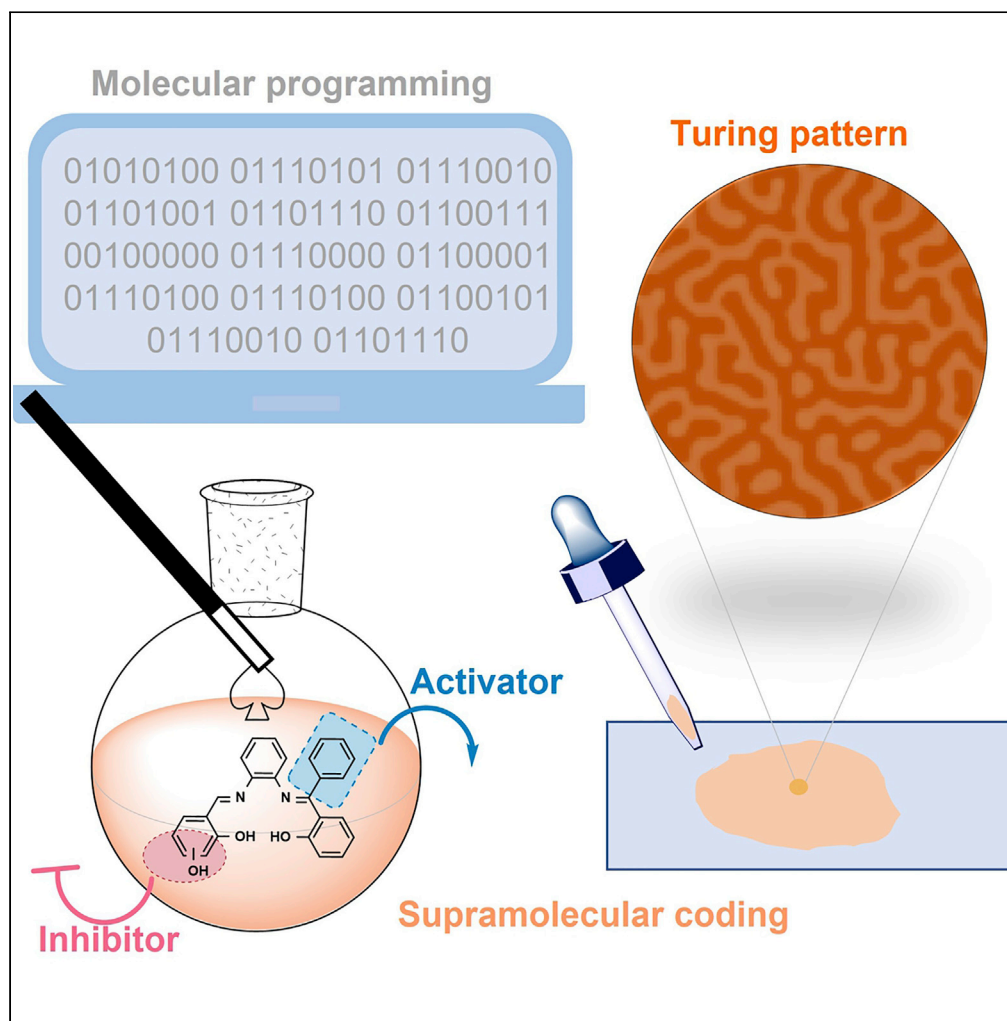 Molecular programming
01010100 01110101 01110010
01101001 01101110 01100111
00100000 01110000 01100001
01110100 01110100 01100101
01110010 01101110
Turing pattern
Activator
N
N
OH
HO
OH
Inhibitor
Supramolecular coding